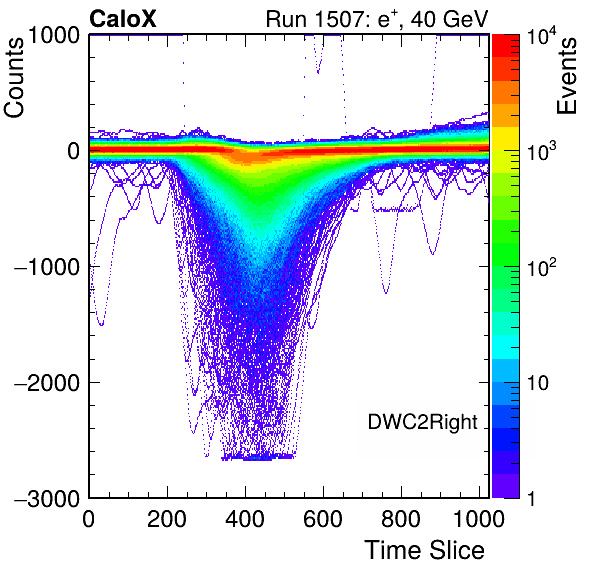 CaloX Run 1507: e⁺, 40 GeV
Counts
Events
1000
0
−1000
−2000
−3000
10⁴
10³
10²
10
1
DWC2Right
0 200 400 600 800 1000
Time Slice